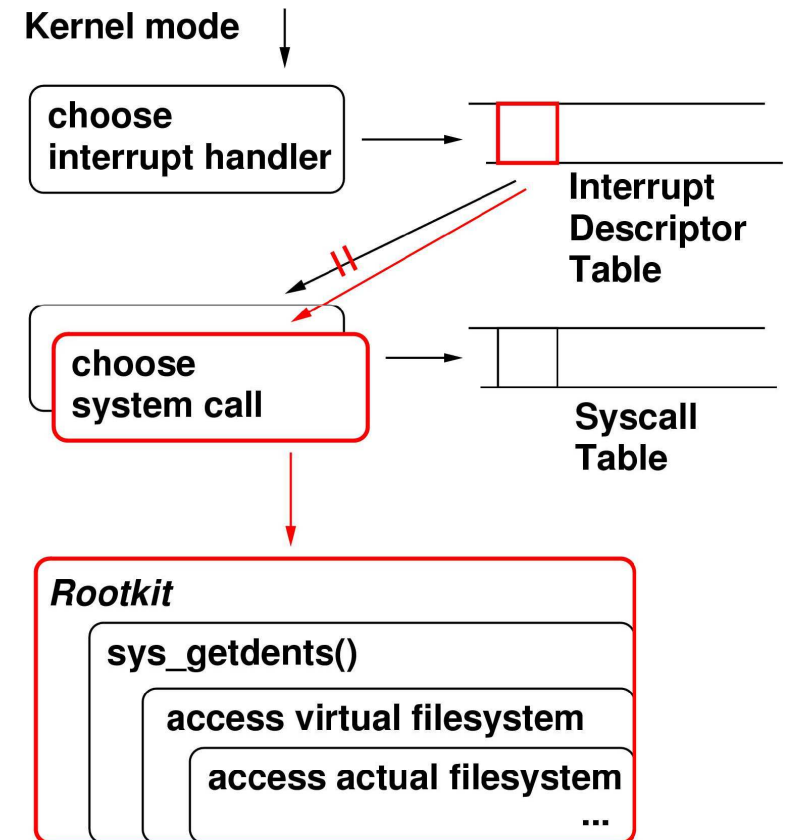 Kernel mode
choose
interrupt handler
Interrupt
Descriptor
Table
choose
system call
Syscall
Table
Rootkit
sys_getdents()
access virtual filesystem
access actual filesystem
...